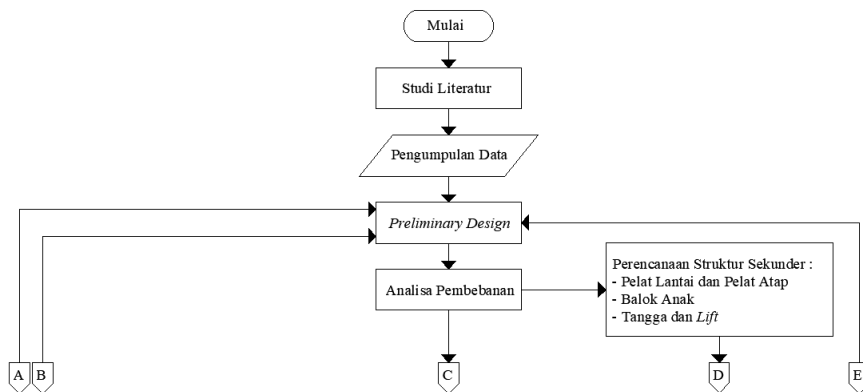 Mulai
Studi Literatur
Pengumpulan Data
Preliminary Design
Analisa Pembebanan
Perencanaan Struktur Sekunder :
- Pelat Lantai dan Pelat Atap
- Balok Anak
- Tangga dan Lift
A
B
C
D
E